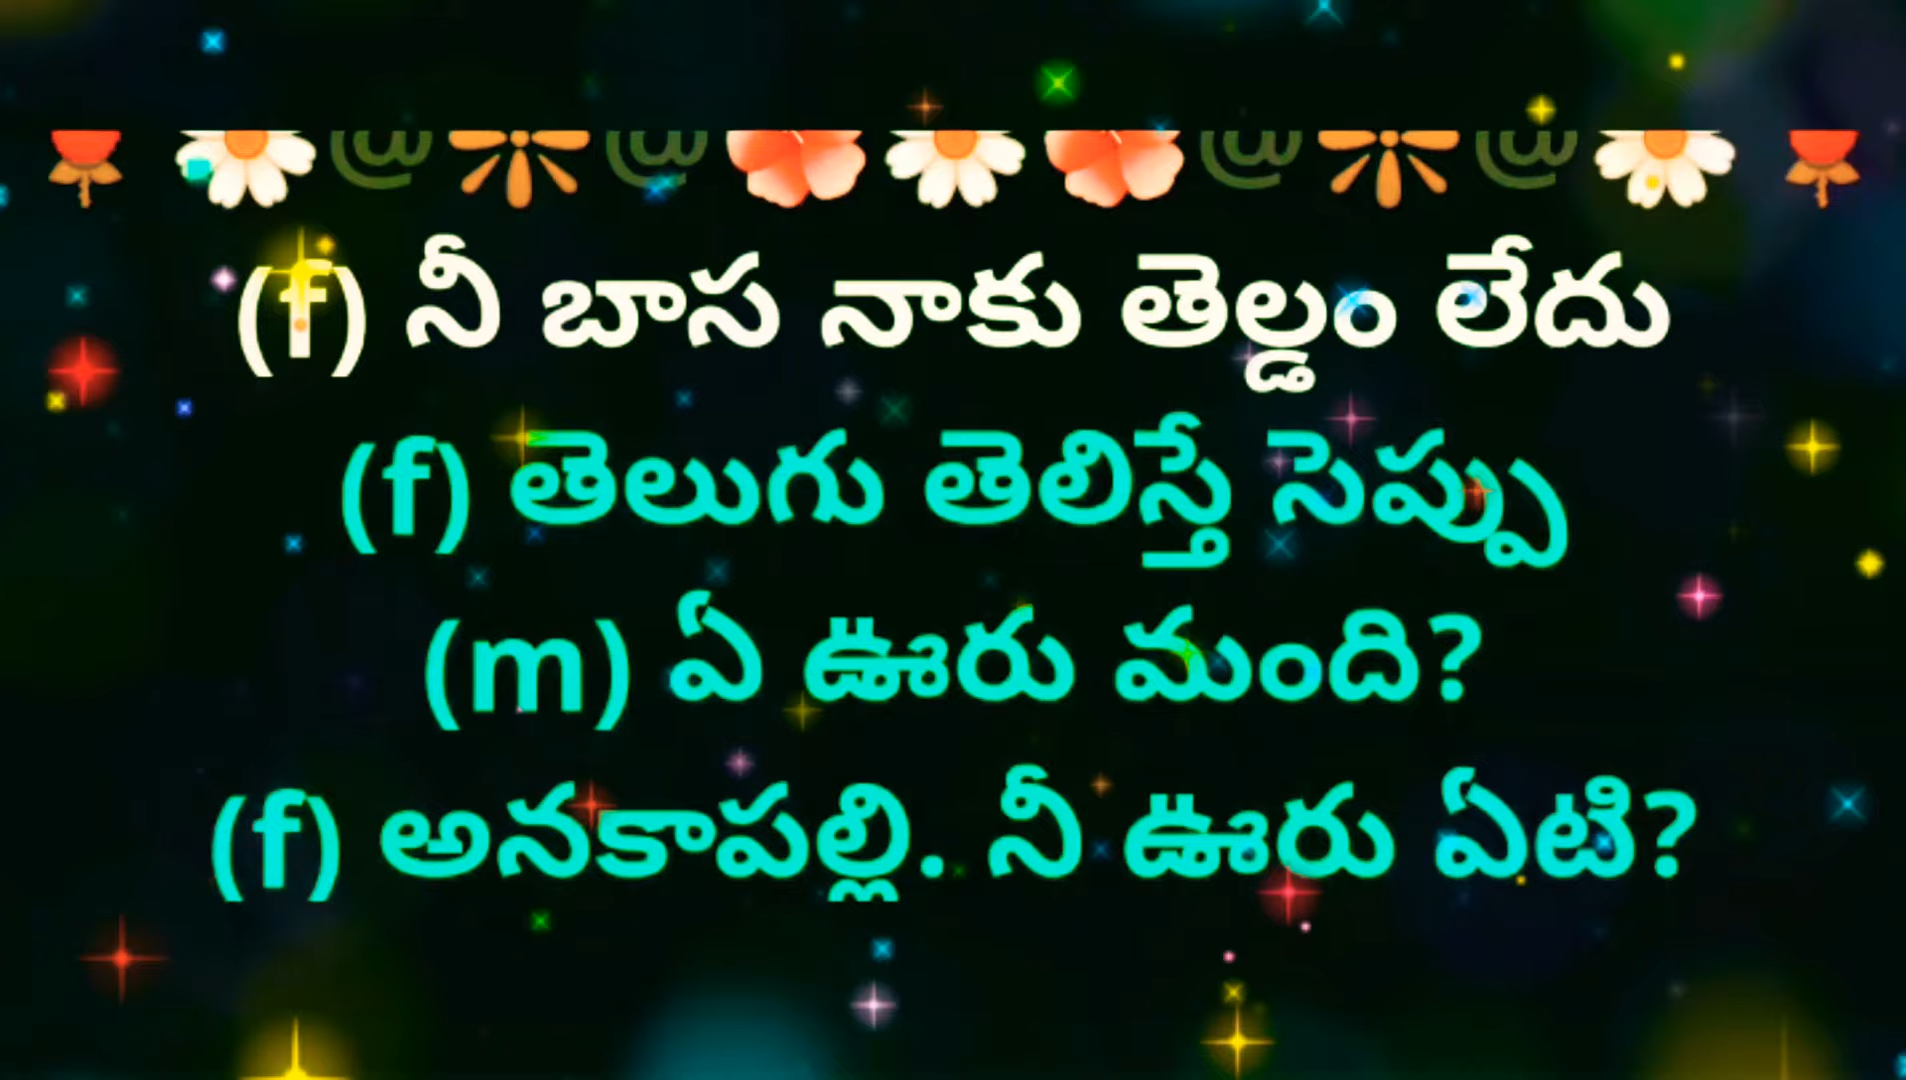 (f) నీ బాస నాకు తెల్డం లేదు
(f) తెలుగు తెలిస్తే సెప్పు
(m) ఏ ఊరు మంది?
(f) అనకాపల్లి. నీ ఊరు ఏటి?